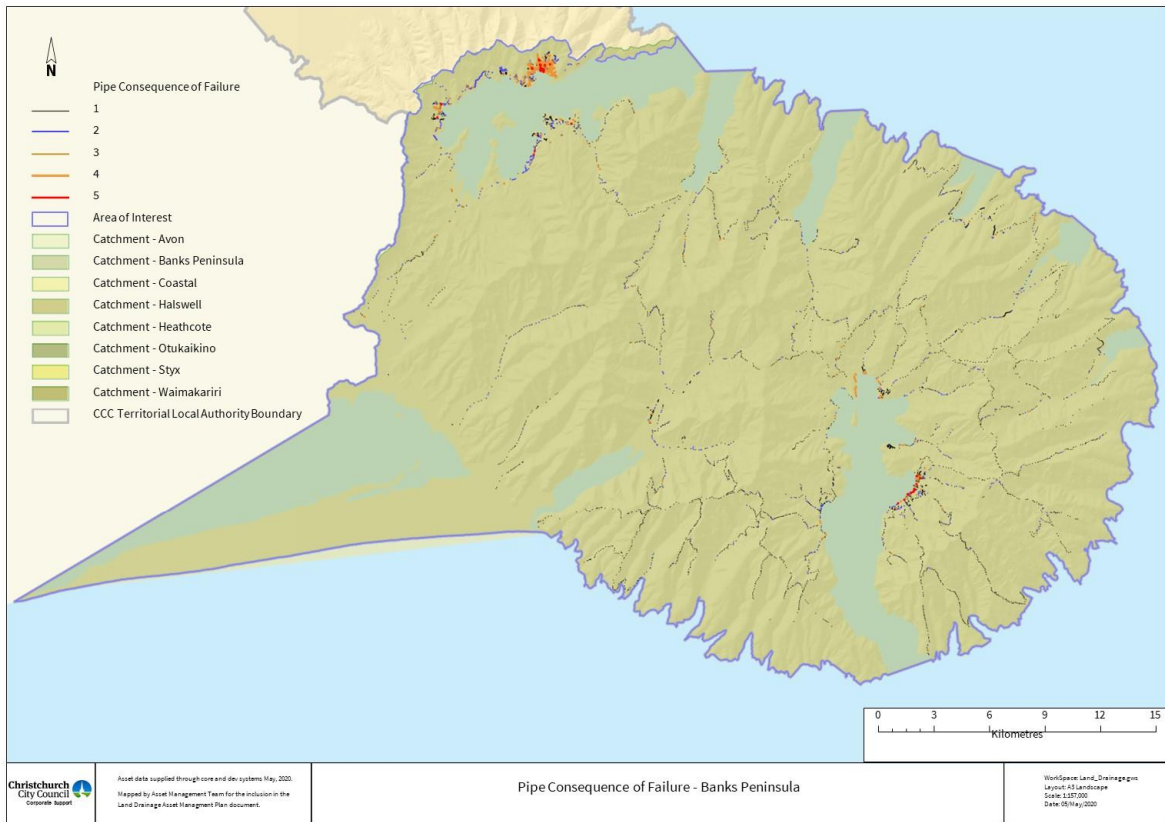 N
Pipe Consequence of Failure
1
2
3
4
5
Area of Interest
Catchment - Avon
Catchment - Banks Peninsula
Catchment - Coastal
Catchment - Halswell
Catchment - Heathcote
Catchment - Otukaikino
Catchment - Styx
Catchment - Waimakariri
CCC Territorial Local Authority Boundary
0 3 6 9 12 15
Kilometres
Christchurch
City Council
Corporate Support
Asset data supplied through core and dev systems May, 2020.
Mapped by Asset Management Team for the inclusion in the
Land Drainage Asset Managment Plan document.
Pipe Consequence of Failure - Banks Peninsula
WorkSpace: Land_Drainage.gws
Layout: A3 Landscape
Scale: 1:157,000
Date: 05/May/2020